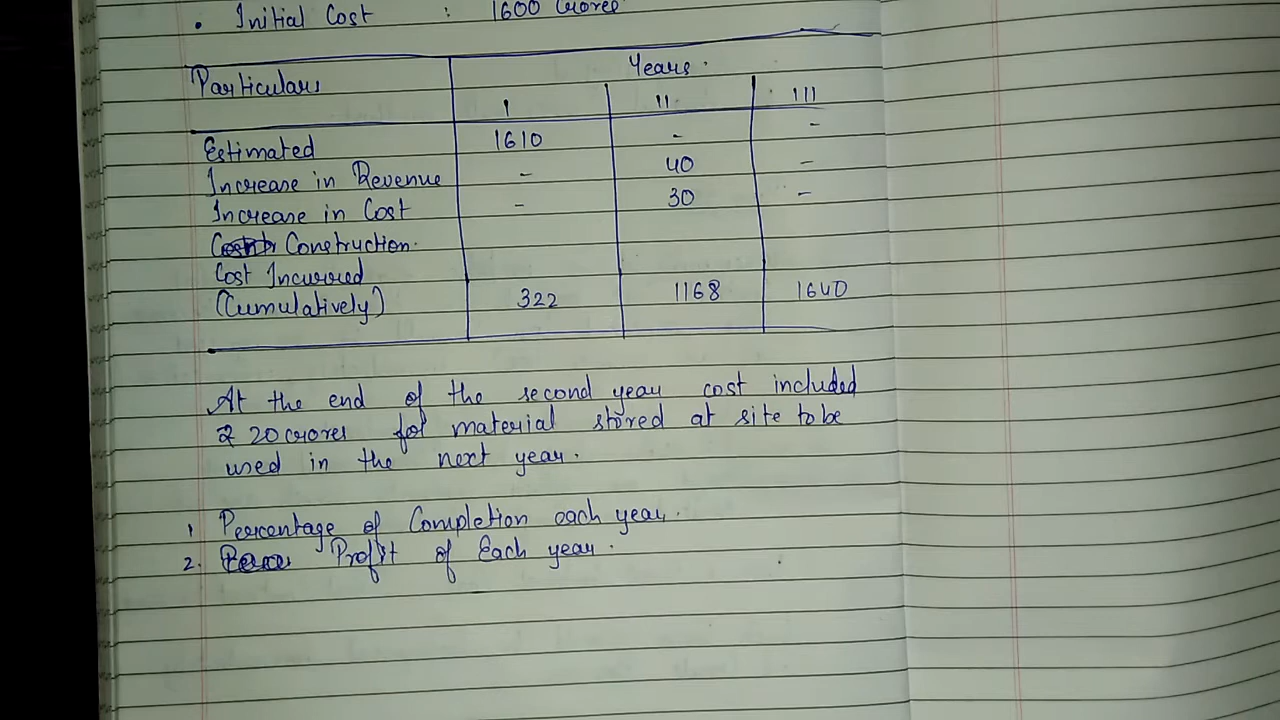 • Initial Cost : 1600 Crores
Particulars Years.
I II III
Estimated 1610 - -
Increase in Revenue - 40 -
Increase in Cost - 30 -
Construction.
Cost Incurred
(Cumulatively) 322 1168 1640
At the end of the second year cost included
₹ 20 crores for material stored at site to be
used in the next year.
1. Percentage of Completion each year.
2. Profit of Each year.